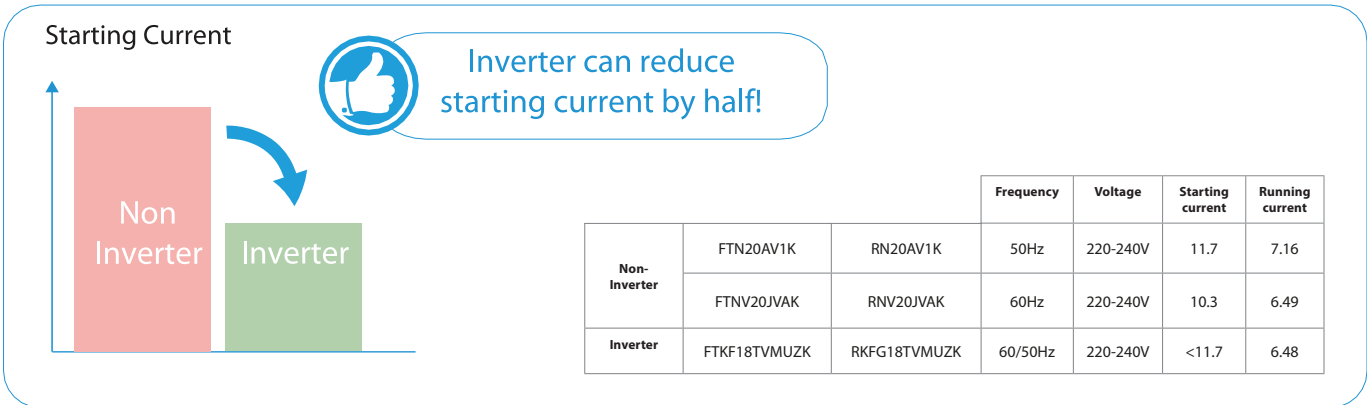 Starting Current
Inverter can reduce
starting current by half!
Non
Inverter
Inverter
Frequency Voltage Starting current Running current
Non-Inverter FTN20AV1K RN20AV1K 50Hz 220-240V 11.7 7.16
FTNV20JVAK RNV20JVAK 60Hz 220-240V 10.3 6.49
Inverter FTKF18TVMUZK RKFG18TVMUZK 60/50Hz 220-240V <11.7 6.48